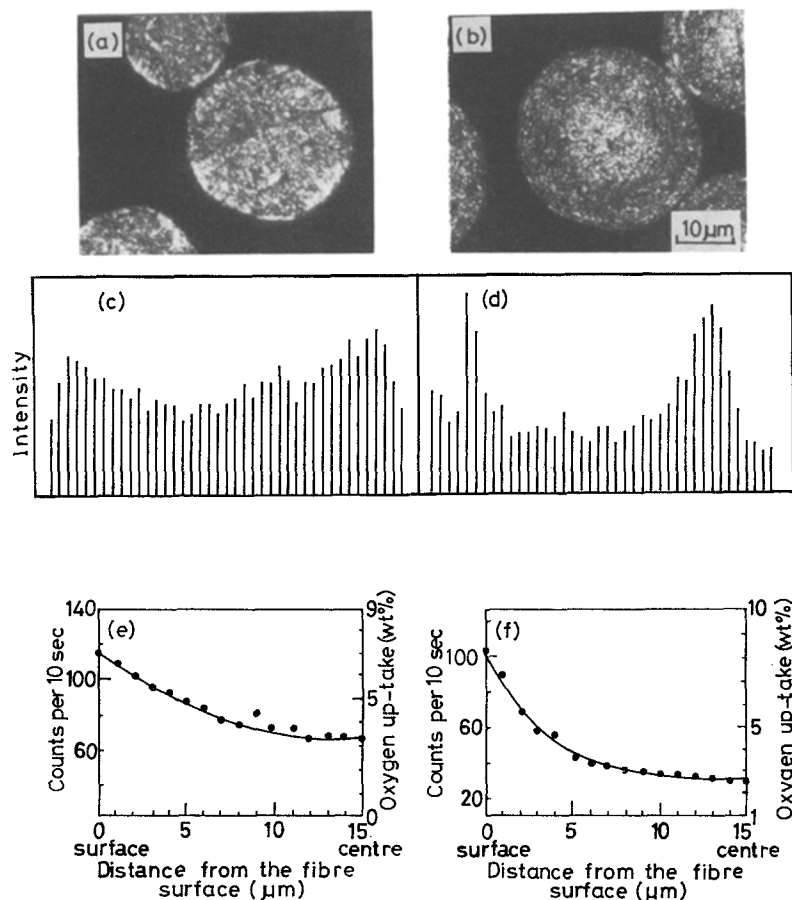 (a)
(b)
10µm
Intensity
(c)
(d)
Counts per 10 sec
140
100
60
(e)
9
5
0
Oxygen up-take (wt%)
0
5
10
15
surface
centre
Distance from the fibre
surface (µm)
Counts per 10 sec
100
60
20
(f)
10
5
1
Oxygen up-take (wt%)
0
5
10
15
surface
centre
Distance from the fibre
surface (µm)